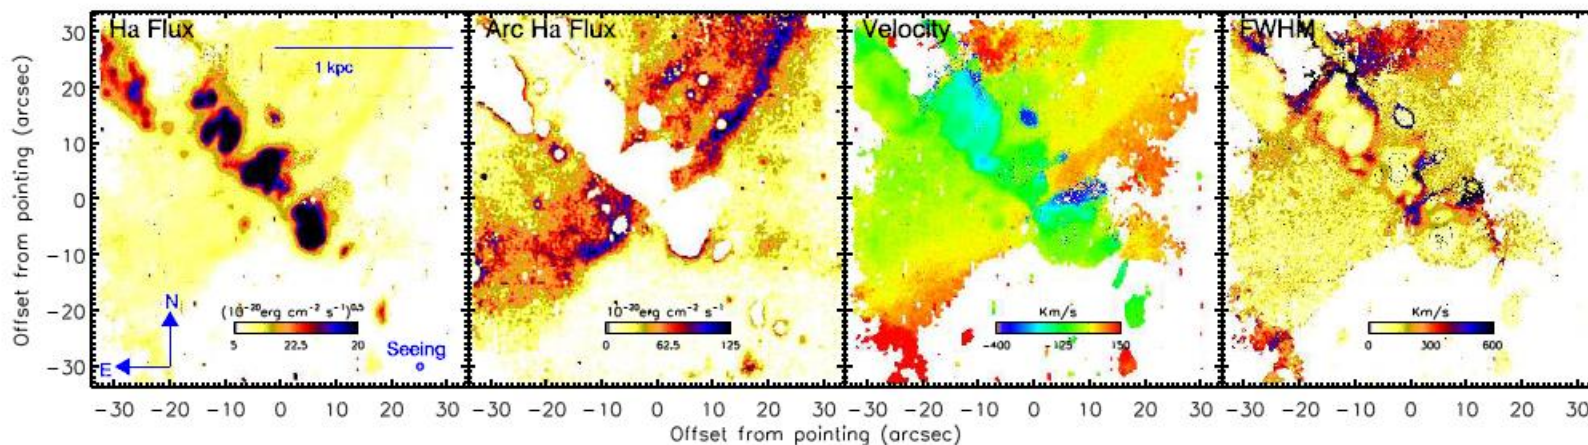 Hα Flux
Arc Hα Flux
Velocity
FWHM
1 kpc
Offset from pointing (arcsec)
30
20
10
0
−10
−20
−30
N
E
Seeing
(10⁻²⁰erg cm⁻² s⁻¹)⁰·⁵
5 22.5 20
10⁻²⁰erg cm⁻² s⁻¹
0 62.5 125
Km/s
−400 −125 150
Km/s
0 300 600
−30 −20 −10 0 10 20 30
−30 −20 −10 0 10 20 30
−30 −20 −10 0 10 20 30
−30 −20 −10 0 10 20 30
Offset from pointing (arcsec)